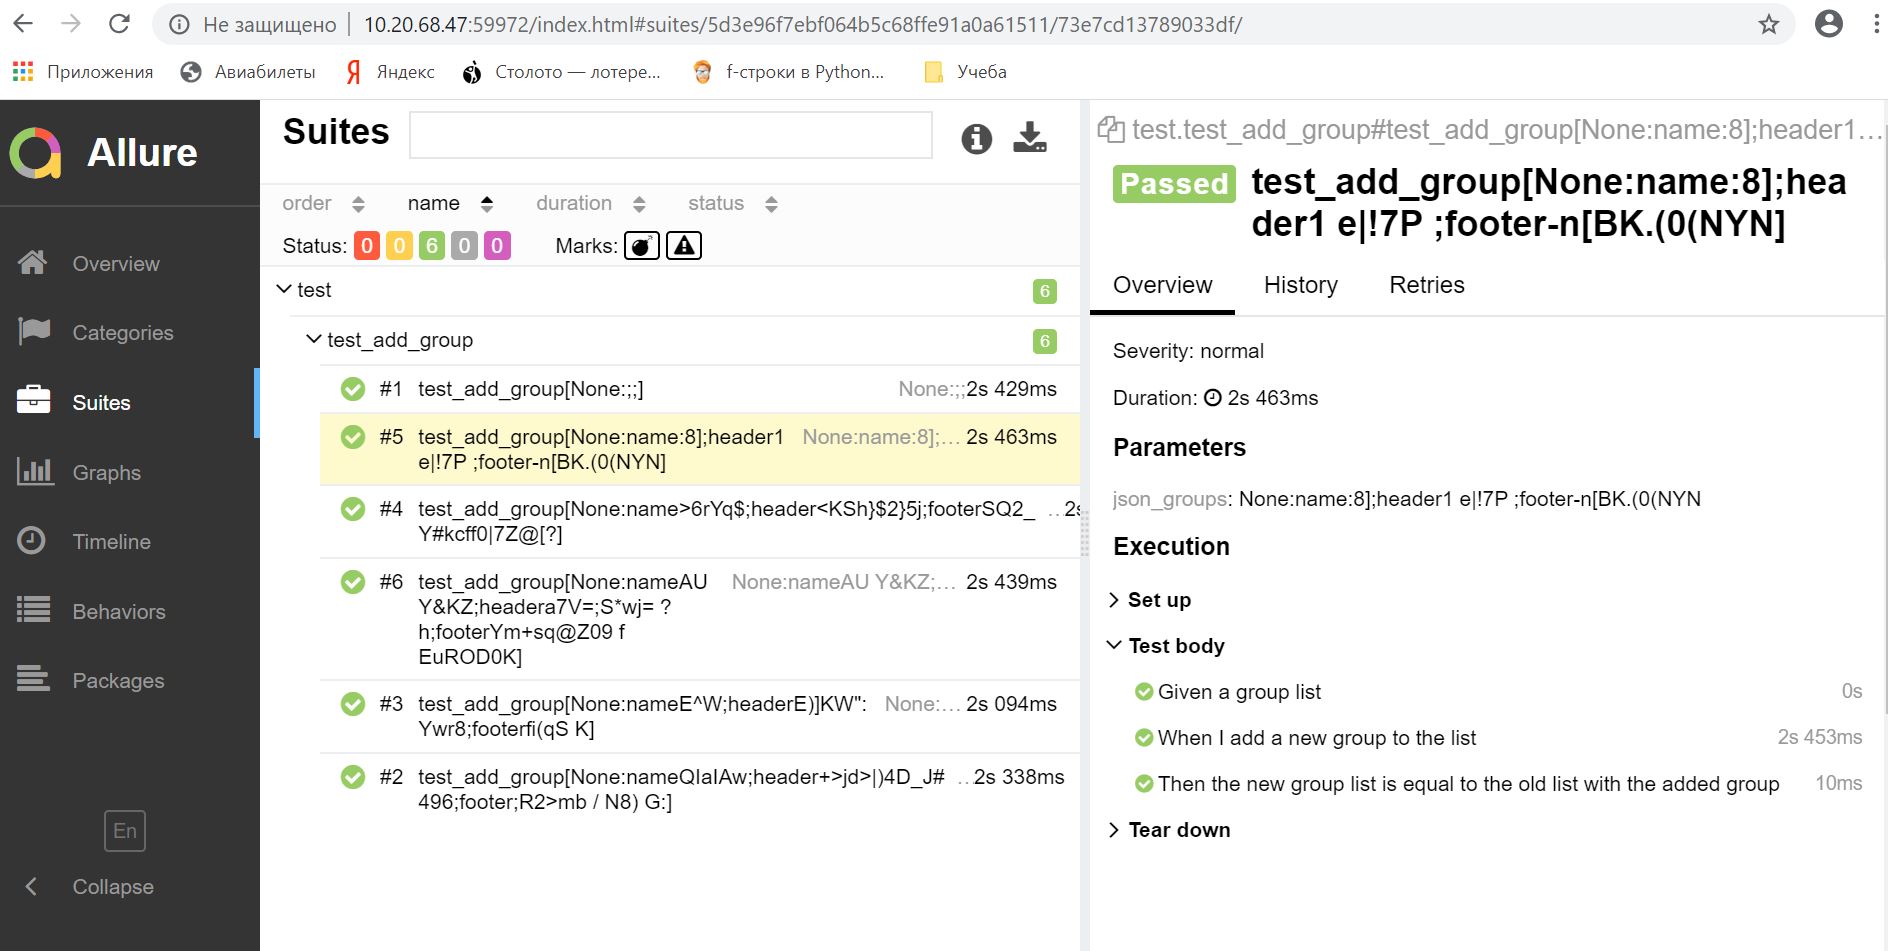 Не защищено 10.20.68.47:59972/index.html#suites/5d3e96f7ebf064b5c68ffe91a0a61511/73e7cd13789033df/
Приложения Авиабилеты Яндекс Столото — лотере... f-строки в Python... Учеба
Allure
Overview
Categories
Suites
Graphs
Timeline
Behaviors
Packages
En
Collapse
Suites
order name duration status
Status: 0 0 6 0 0 Marks:
test 6
test_add_group 6
#1 test_add_group[None:;;] None:;; 2s 429ms
#5 test_add_group[None:name:8];header1 None:name:8];... 2s 463ms
e|!7P ;footer-n[BK.(0(NYN]
#4 test_add_group[None:name>6rYq$;header<KSh}$2}5j;footerSQ2_ ... 2s
Y#kcff0|7Z@[?]
#6 test_add_group[None:nameAU None:nameAU Y&KZ;... 2s 439ms
Y&KZ;headera7V=;S*wj= ?
h;footerYm+sq@Z09 f
EuROD0K]
#3 test_add_group[None:nameE^W;headerE)]KW": None:... 2s 094ms
Ywr8;footerfi(qS K]
#2 test_add_group[None:nameQIaIAw;header+>jd>|)4D_J# ... 2s 338ms
496;footer;R2>mb / N8) G:]
test.test_add_group#test_add_group[None:name:8];header1...
Passed test_add_group[None:name:8];hea
der1 e|!7P ;footer-n[BK.(0(NYN]
Overview History Retries
Severity: normal
Duration: 2s 463ms
Parameters
json_groups: None:name:8];header1 e|!7P ;footer-n[BK.(0(NYN
Execution
Set up
Test body
Given a group list 0s
When I add a new group to the list 2s 453ms
Then the new group list is equal to the old list with the added group 10ms
Tear down